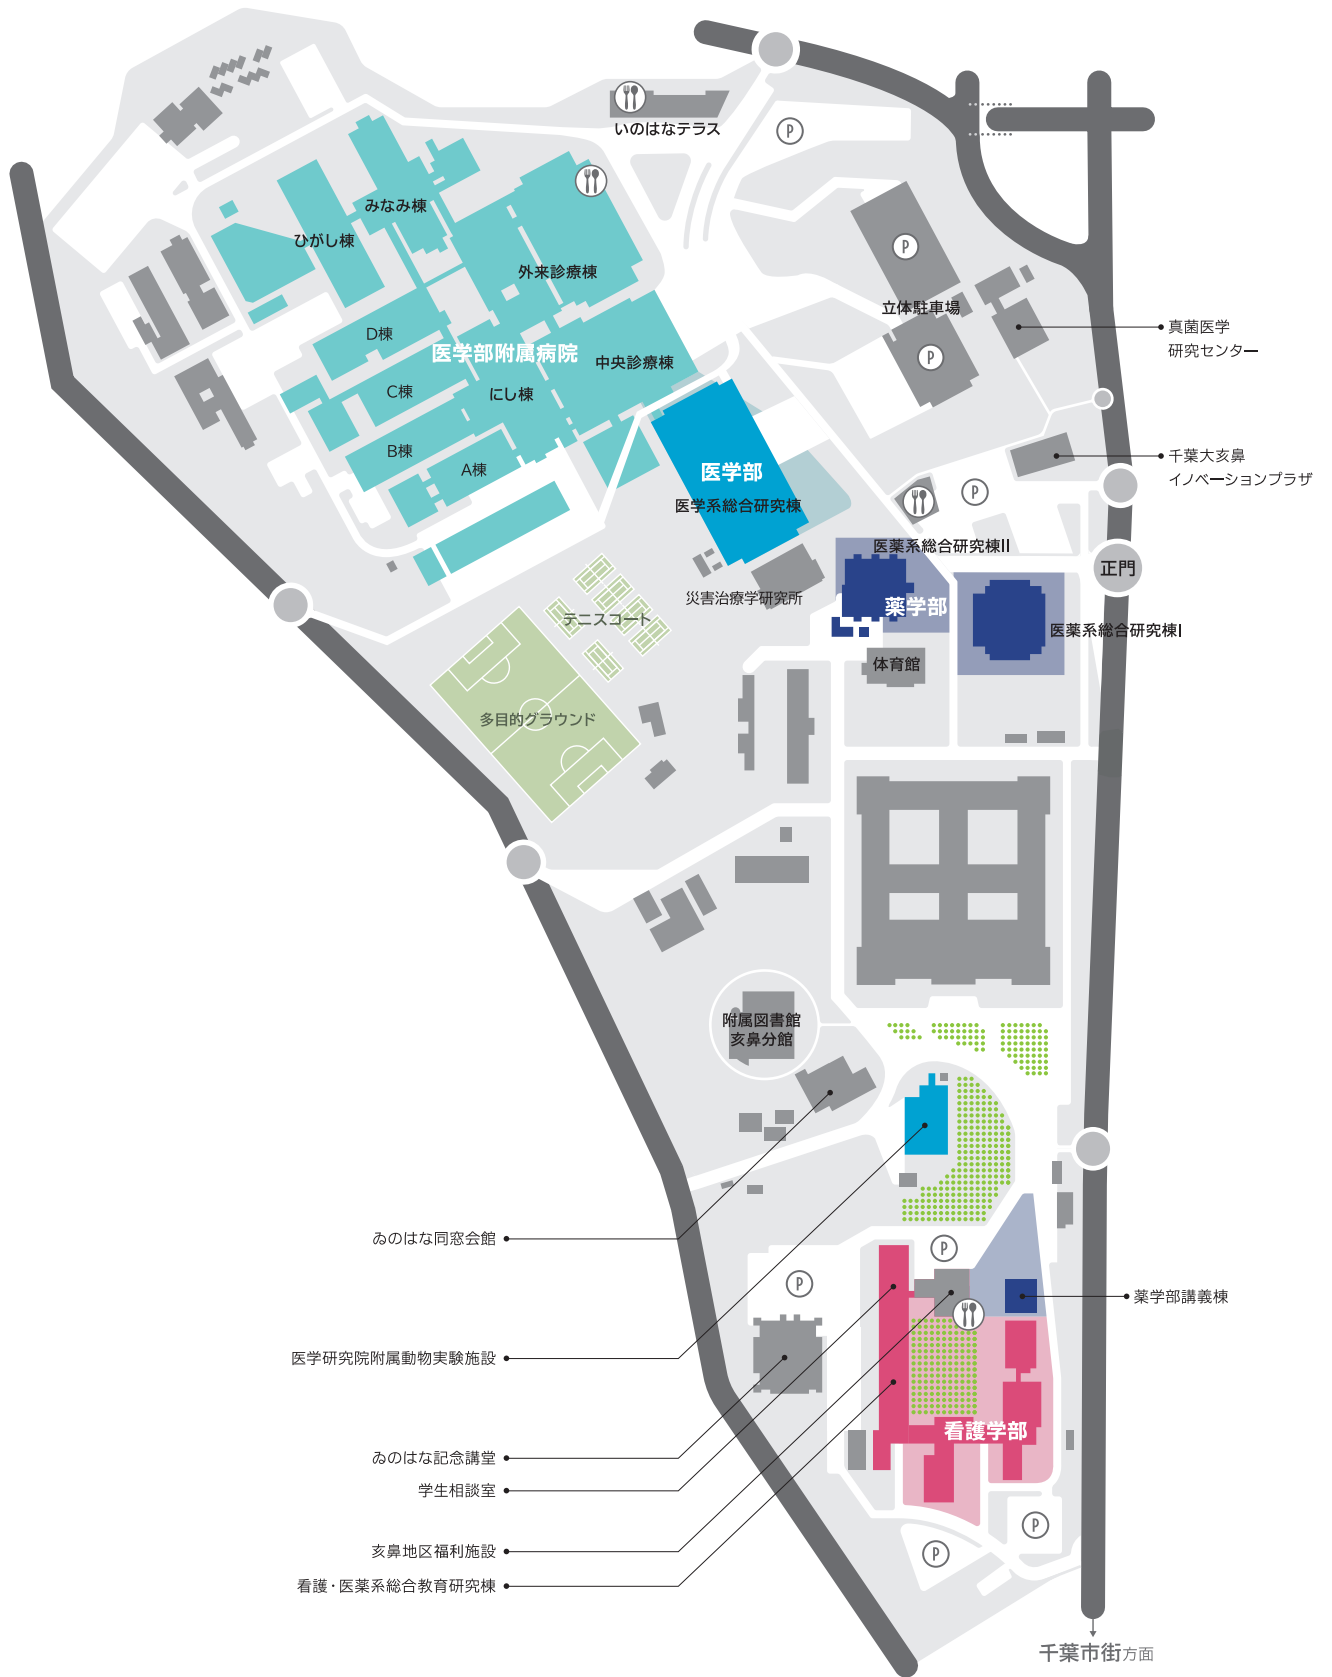 いのはなテラス
P
みなみ棟
ひがし棟
P
外来診療棟
立体駐車場
真菌医学
研究センター
D棟
医学部附属病院
中央診療棟
P
C棟
にし棟
B棟
A棟
医学部
千葉大亥鼻
イノベーションプラザ
P
医学系総合研究棟
医薬系総合研究棟II
正門
災害治療学研究所
薬学部
テニスコート
医薬系総合研究棟I
体育館
多目的グラウンド
附属図書館
亥鼻分館
ゐのはな同窓会館
P
P
薬学部講義棟
医学研究院附属動物実験施設
看護学部
ゐのはな記念講堂
学生相談室
P
亥鼻地区福利施設
P
看護・医薬系総合教育研究棟
千葉市街方面